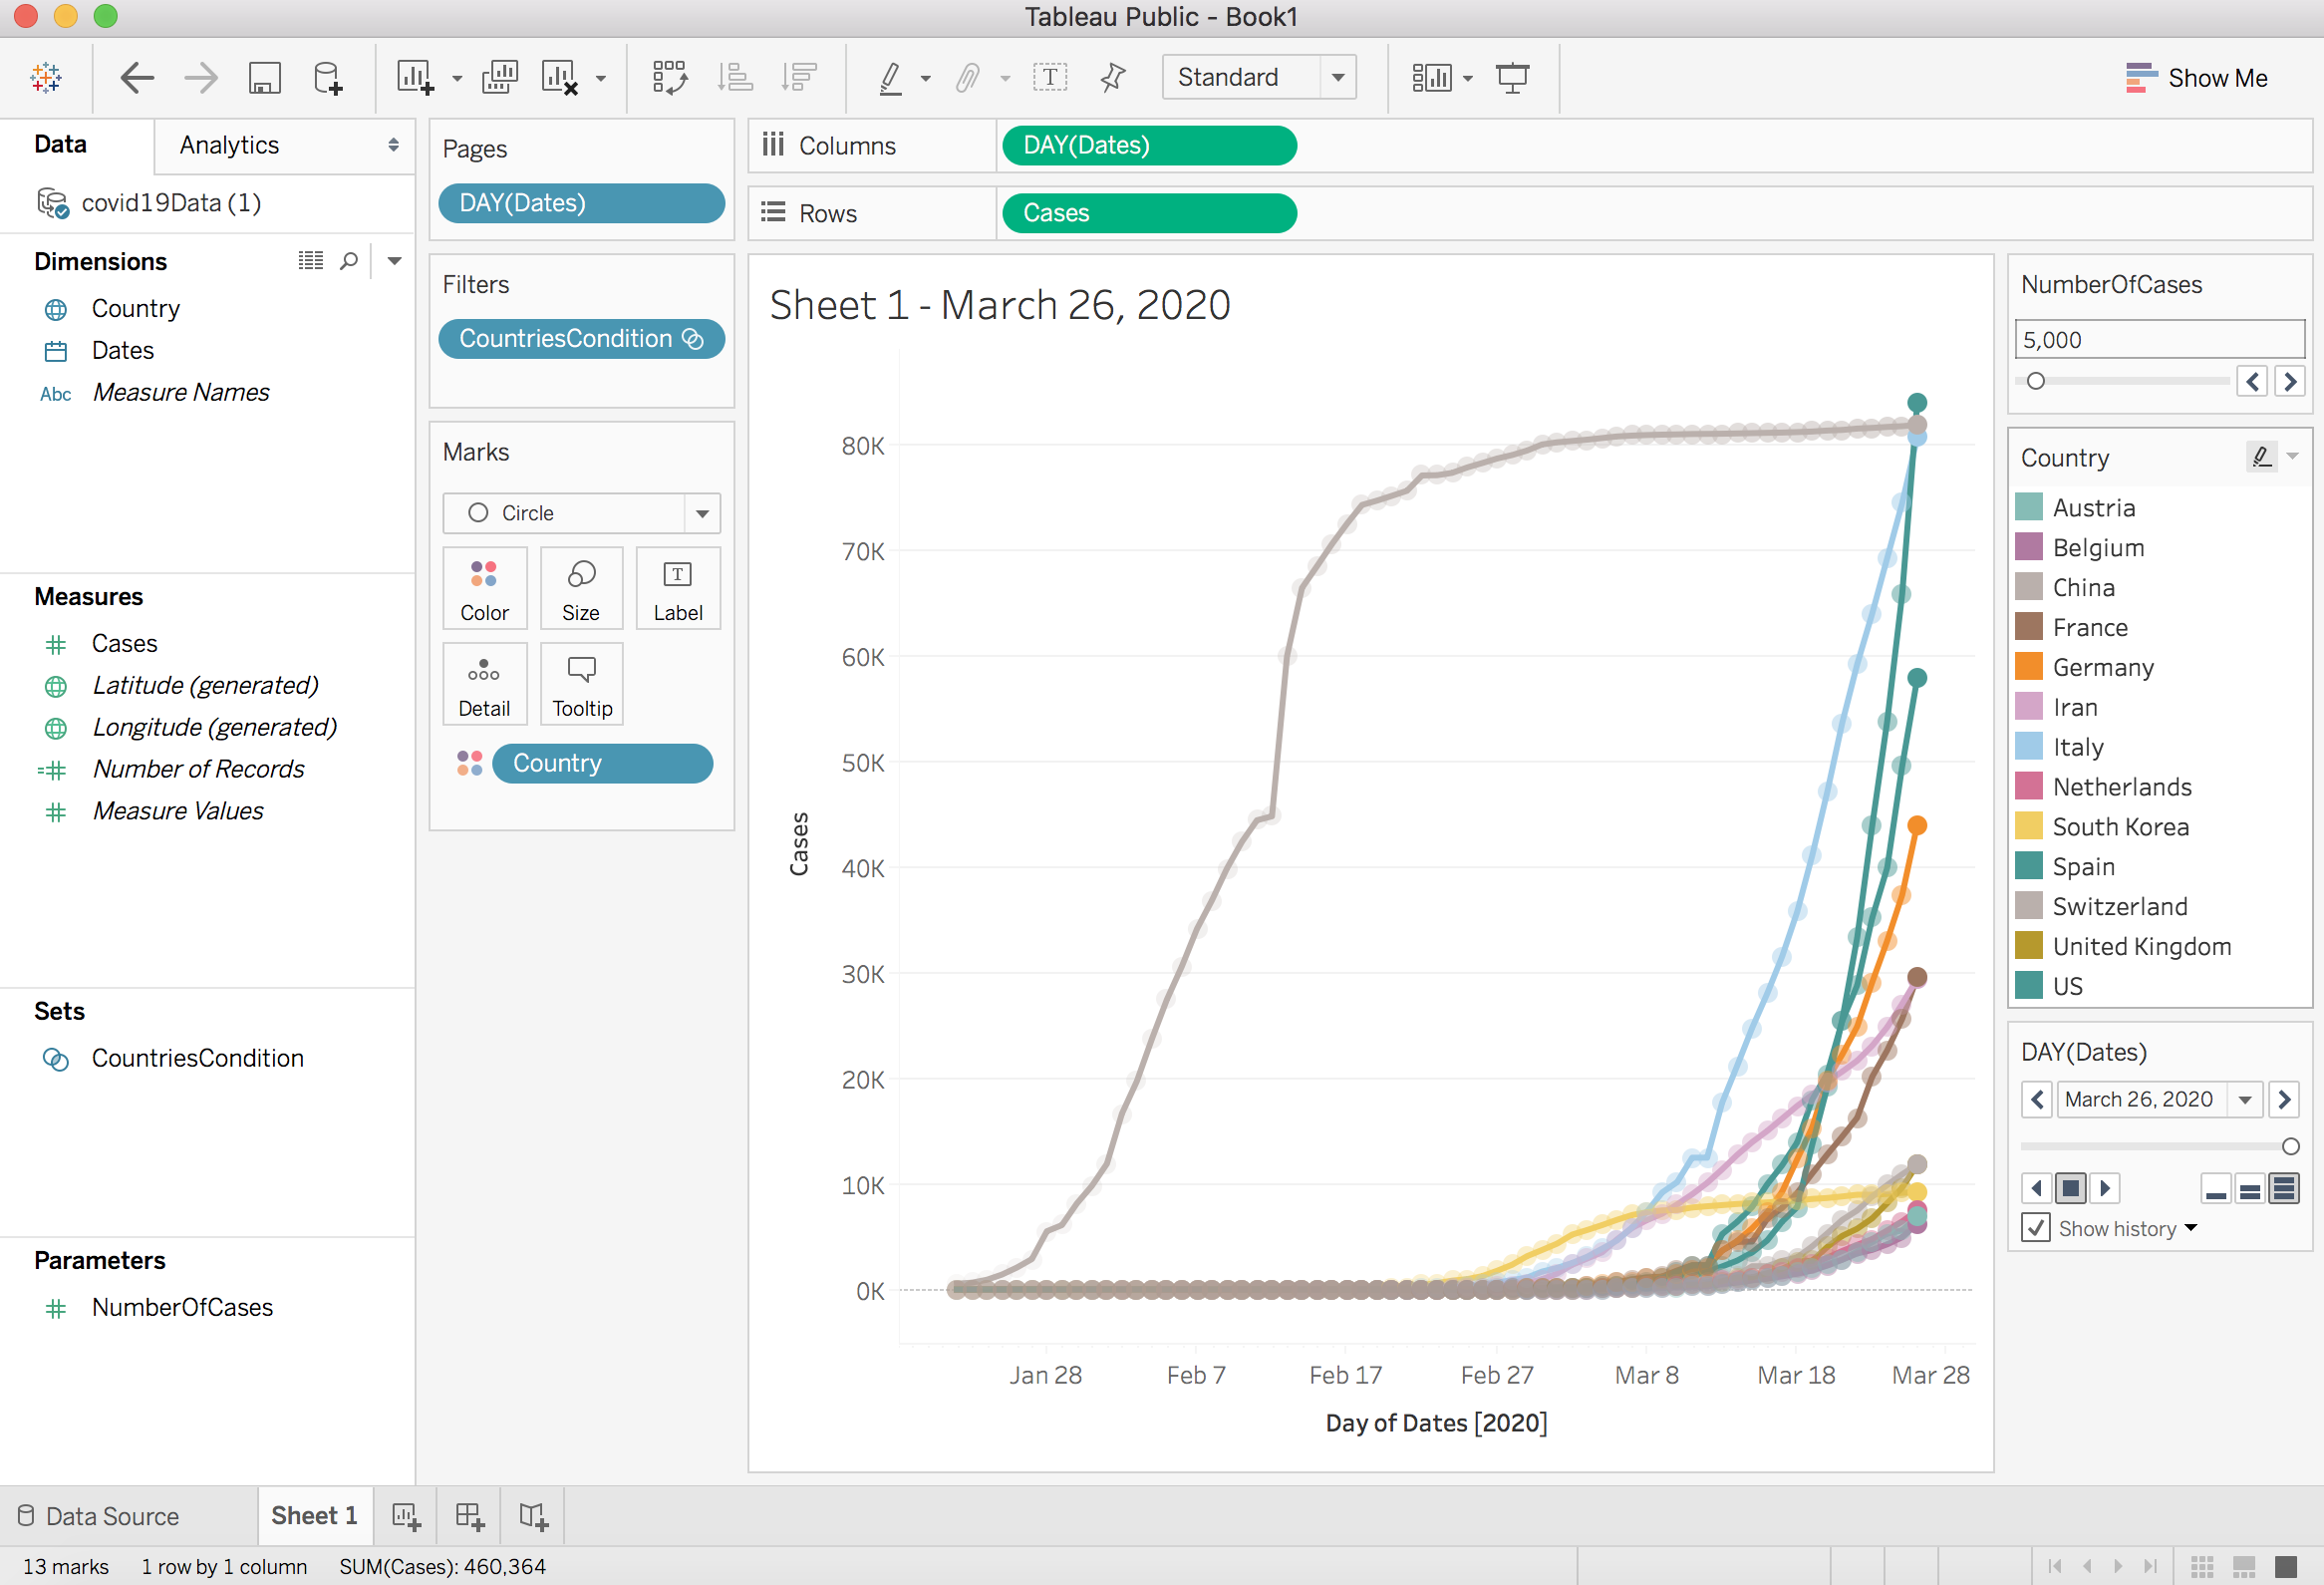 Tableau Public - Book1
Standard
Show Me
Data
Analytics
covid19Data (1)
Dimensions
Country
Dates
Abc Measure Names
Measures
Cases
Latitude (generated)
Longitude (generated)
Number of Records
Measure Values
Sets
CountriesCondition
Parameters
NumberOfCases
Pages
DAY(Dates)
Filters
CountriesCondition
Marks
Circle
Color
Size
T
Label
Detail
Tooltip
Country
Columns
DAY(Dates)
Rows
Cases
Sheet 1 - March 26, 2020
80K
70K
60K
50K
40K
30K
20K
10K
0K
Cases
Jan 28
Feb 7
Feb 17
Feb 27
Mar 8
Mar 18
Mar 28
Day of Dates [2020]
NumberOfCases
5,000
Country
Austria
Belgium
China
France
Germany
Iran
Italy
Netherlands
South Korea
Spain
Switzerland
United Kingdom
US
DAY(Dates)
March 26, 2020
Show history
Data Source
Sheet 1
13 marks
1 row by 1 column
SUM(Cases): 460,364